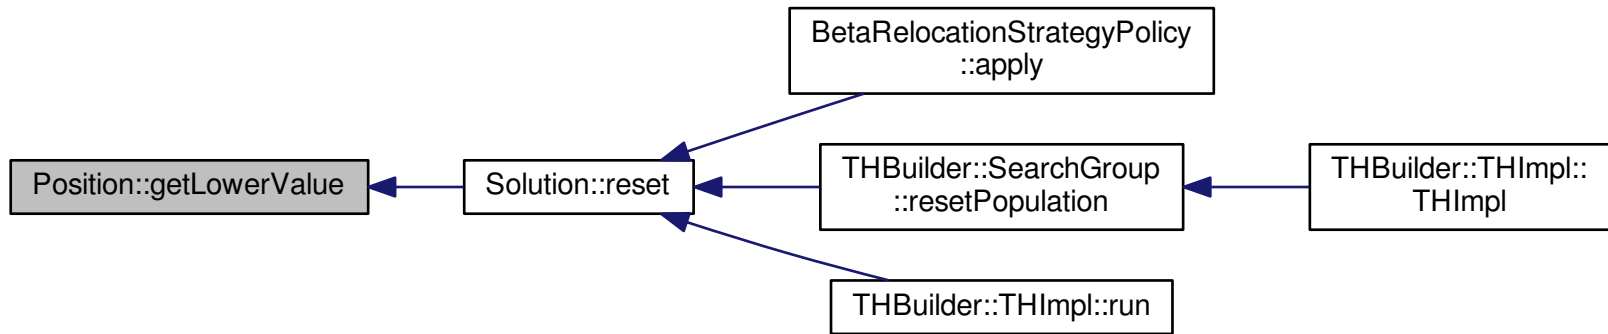 BetaRelocationStrategyPolicy
::apply
Position::getLowerValue
Solution::reset
THBuilder::SearchGroup
::resetPopulation
THBuilder::THImpl::
THImpl
THBuilder::THImpl::run